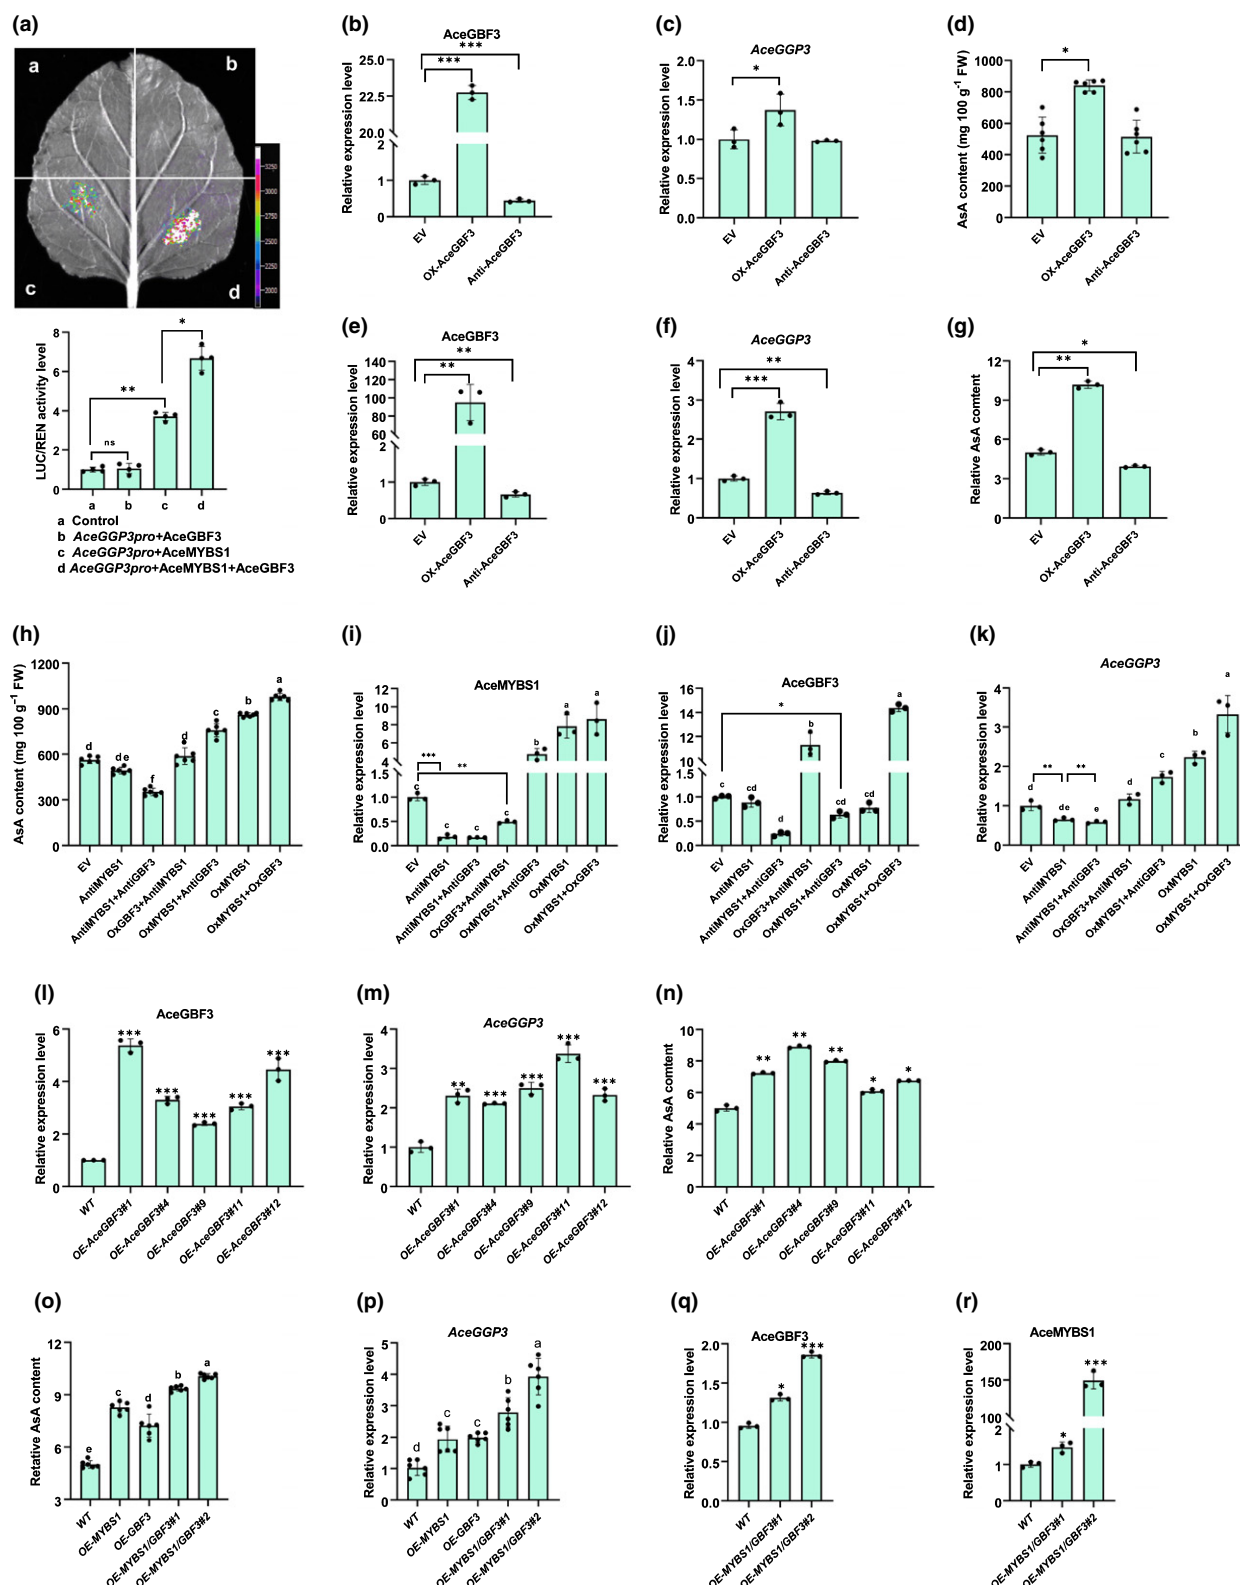 (a)
a
b
c
d
3250
3000
2750
2500
2250
2000
LUC/REN activity level
8
6
4
2
0
ns
**
*
a
b
c
d
a Control
b AceGGP3pro+AceGBF3
c AceGGP3pro+AceMYBS1
d AceGGP3pro+AceMYBS1+AceGBF3
(b)
AceGBF3
***
***
Relative expression level
25.0
22.5
20.0
2
1
0
EV
OX-AceGBF3
Anti-AceGBF3
(c)
AceGGP3
*
Relative expression level
2.0
1.5
1.0
0.5
0.0
EV
OX-AceGBF3
Anti-AceGBF3
(d)
*
AsA content (mg 100 g⁻¹ FW)
1000
800
600
400
200
0
EV
OX-AceGBF3
Anti-AceGBF3
(e)
AceGBF3
**
**
Relative expression level
140
120
100
80
60
2
1
0
EV
OX-AceGBF3
Anti-AceGBF3
(f)
AceGGP3
**
***
Relative expression level
4
3
2
1
0
EV
OX-AceGBF3
Anti-AceGBF3
(g)
*
**
Relative AsA comtent
12
9
6
3
0
EV
OX-AceGBF3
Anti-AceGBF3
(h)
AsA content (mg 100 g⁻¹ FW)
1200
900
600
300
0
d
de
f
d
c
b
a
EV
AntiMYBS1
AntiMYBS1+AntiGBF3
OxGBF3+AntiMYBS1
OxMYBS1+AntiGBF3
OxMYBS1
OxMYBS1+OxGBF3
(i)
AceMYBS1
Relative expression level
12
10
8
6
4
1.5
1.0
0.5
0.0
***
**
c
c
c
c
b
a
a
EV
AntiMYBS1
AntiMYBS1+AntiGBF3
OxGBF3+AntiMYBS1
OxMYBS1+AntiGBF3
OxMYBS1
OxMYBS1+OxGBF3
(j)
AceGBF3
Relative expression level
16
14
12
10
1.5
1.0
0.5
0.0
*
c
cd
d
b
cd
cd
a
EV
AntiMYBS1
AntiMYBS1+AntiGBF3
OxGBF3+AntiMYBS1
OxMYBS1+AntiGBF3
OxMYBS1
OxMYBS1+OxGBF3
(k)
AceGGP3
Relative expression level
4
3
2
1
0
**
**
d
de
e
d
c
b
a
EV
AntiMYBS1
AntiMYBS1+AntiGBF3
OxGBF3+AntiMYBS1
OxMYBS1+AntiGBF3
OxMYBS1
OxMYBS1+OxGBF3
(l)
AceGBF3
Relative expression level
6
4
2
0
***
***
***
***
***
WT
OE-AceGBF3#1
OE-AceGBF3#4
OE-AceGBF3#9
OE-AceGBF3#11
OE-AceGBF3#12
(m)
AceGGP3
Relative expression level
4
3
2
1
0
**
***
***
***
***
WT
OE-AceGBF3#1
OE-AceGBF3#4
OE-AceGBF3#9
OE-AceGBF3#11
OE-AceGBF3#12
(n)
Relative AsA comtent
10
8
6
4
2
0
**
**
**
*
*
WT
OE-AceGBF3#1
OE-AceGBF3#4
OE-AceGBF3#9
OE-AceGBF3#11
OE-AceGBF3#12
(o)
Retative AsA content
12
9
6
3
e
c
d
b
a
WT
OE-MYBS1
OE-GBF3
OE-MYBS1/GBF3#1
OE-MYBS1/GBF3#2
(p)
AceGGP3
Relative expression level
5
4
3
2
1
0
d
c
c
b
a
WT
OE-MYBS1
OE-GBF3
OE-MYBS1/GBF3#1
OE-MYBS1/GBF3#2
(q)
AceGBF3
Relative expression level
2.0
1.5
1.0
0.5
0.0
*
***
WT
OE-MYBS1/GBF3#1
OE-MYBS1/GBF3#2
(r)
AceMYBS1
Relative expression level
200
150
100
2
1
0
*
***
WT
OE-MYBS1/GBF3#1
OE-MYBS1/GBF3#2